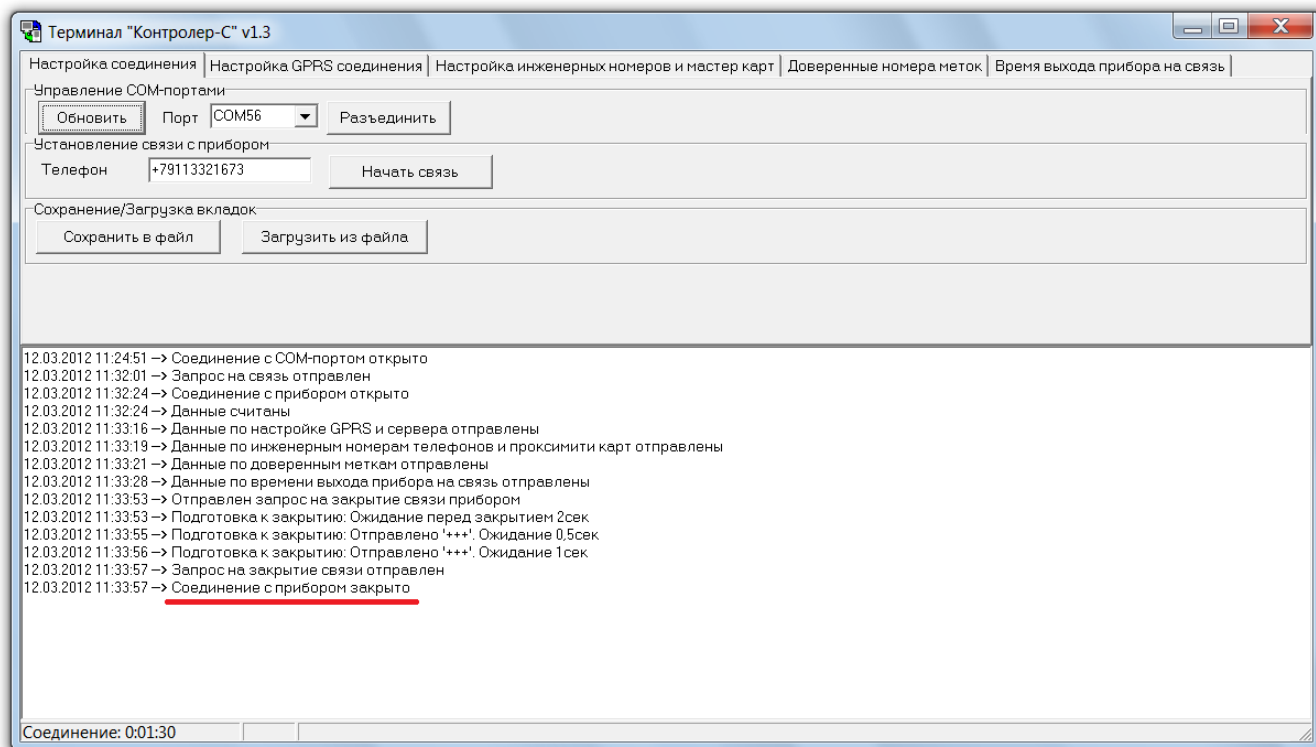 Терминал "Контролер-С" v1.3
Настройка соединения Настройка GPRS соединения Настройка инженерных номеров и мастер карт Доверенные номера меток Время выхода прибора на связь
Управление COM-портами
Обновить Порт COM56 Разъединить
Установление связи с прибором
Телефон +79113321673 Начать связь
Сохранение/Загрузка вкладок
Сохранить в файл Загрузить из файла
12.03.2012 11:24:51 --> Соединение с COM-портом открыто
12.03.2012 11:32:01 --> Запрос на связь отправлен
12.03.2012 11:32:24 --> Соединение с прибором открыто
12.03.2012 11:32:24 --> Данные считаны
12.03.2012 11:33:16 --> Данные по настройке GPRS и сервера отправлены
12.03.2012 11:33:19 --> Данные по инженерным номерам телефонов и проксимити карт отправлены
12.03.2012 11:33:21 --> Данные по доверенным меткам отправлены
12.03.2012 11:33:28 --> Данные по времени выхода прибора на связь отправлены
12.03.2012 11:33:53 --> Отправлен запрос на закрытие связи прибором
12.03.2012 11:33:53 --> Подготовка к закрытию: Ожидание перед закрытием 2сек
12.03.2012 11:33:55 --> Подготовка к закрытию: Отправлено '+++'. Ожидание 0,5сек
12.03.2012 11:33:56 --> Подготовка к закрытию: Отправлено '+++'. Ожидание 1сек
12.03.2012 11:33:57 --> Запрос на закрытие связи отправлен
12.03.2012 11:33:57 --> Соединение с прибором закрыто
Соединение: 0:01:30